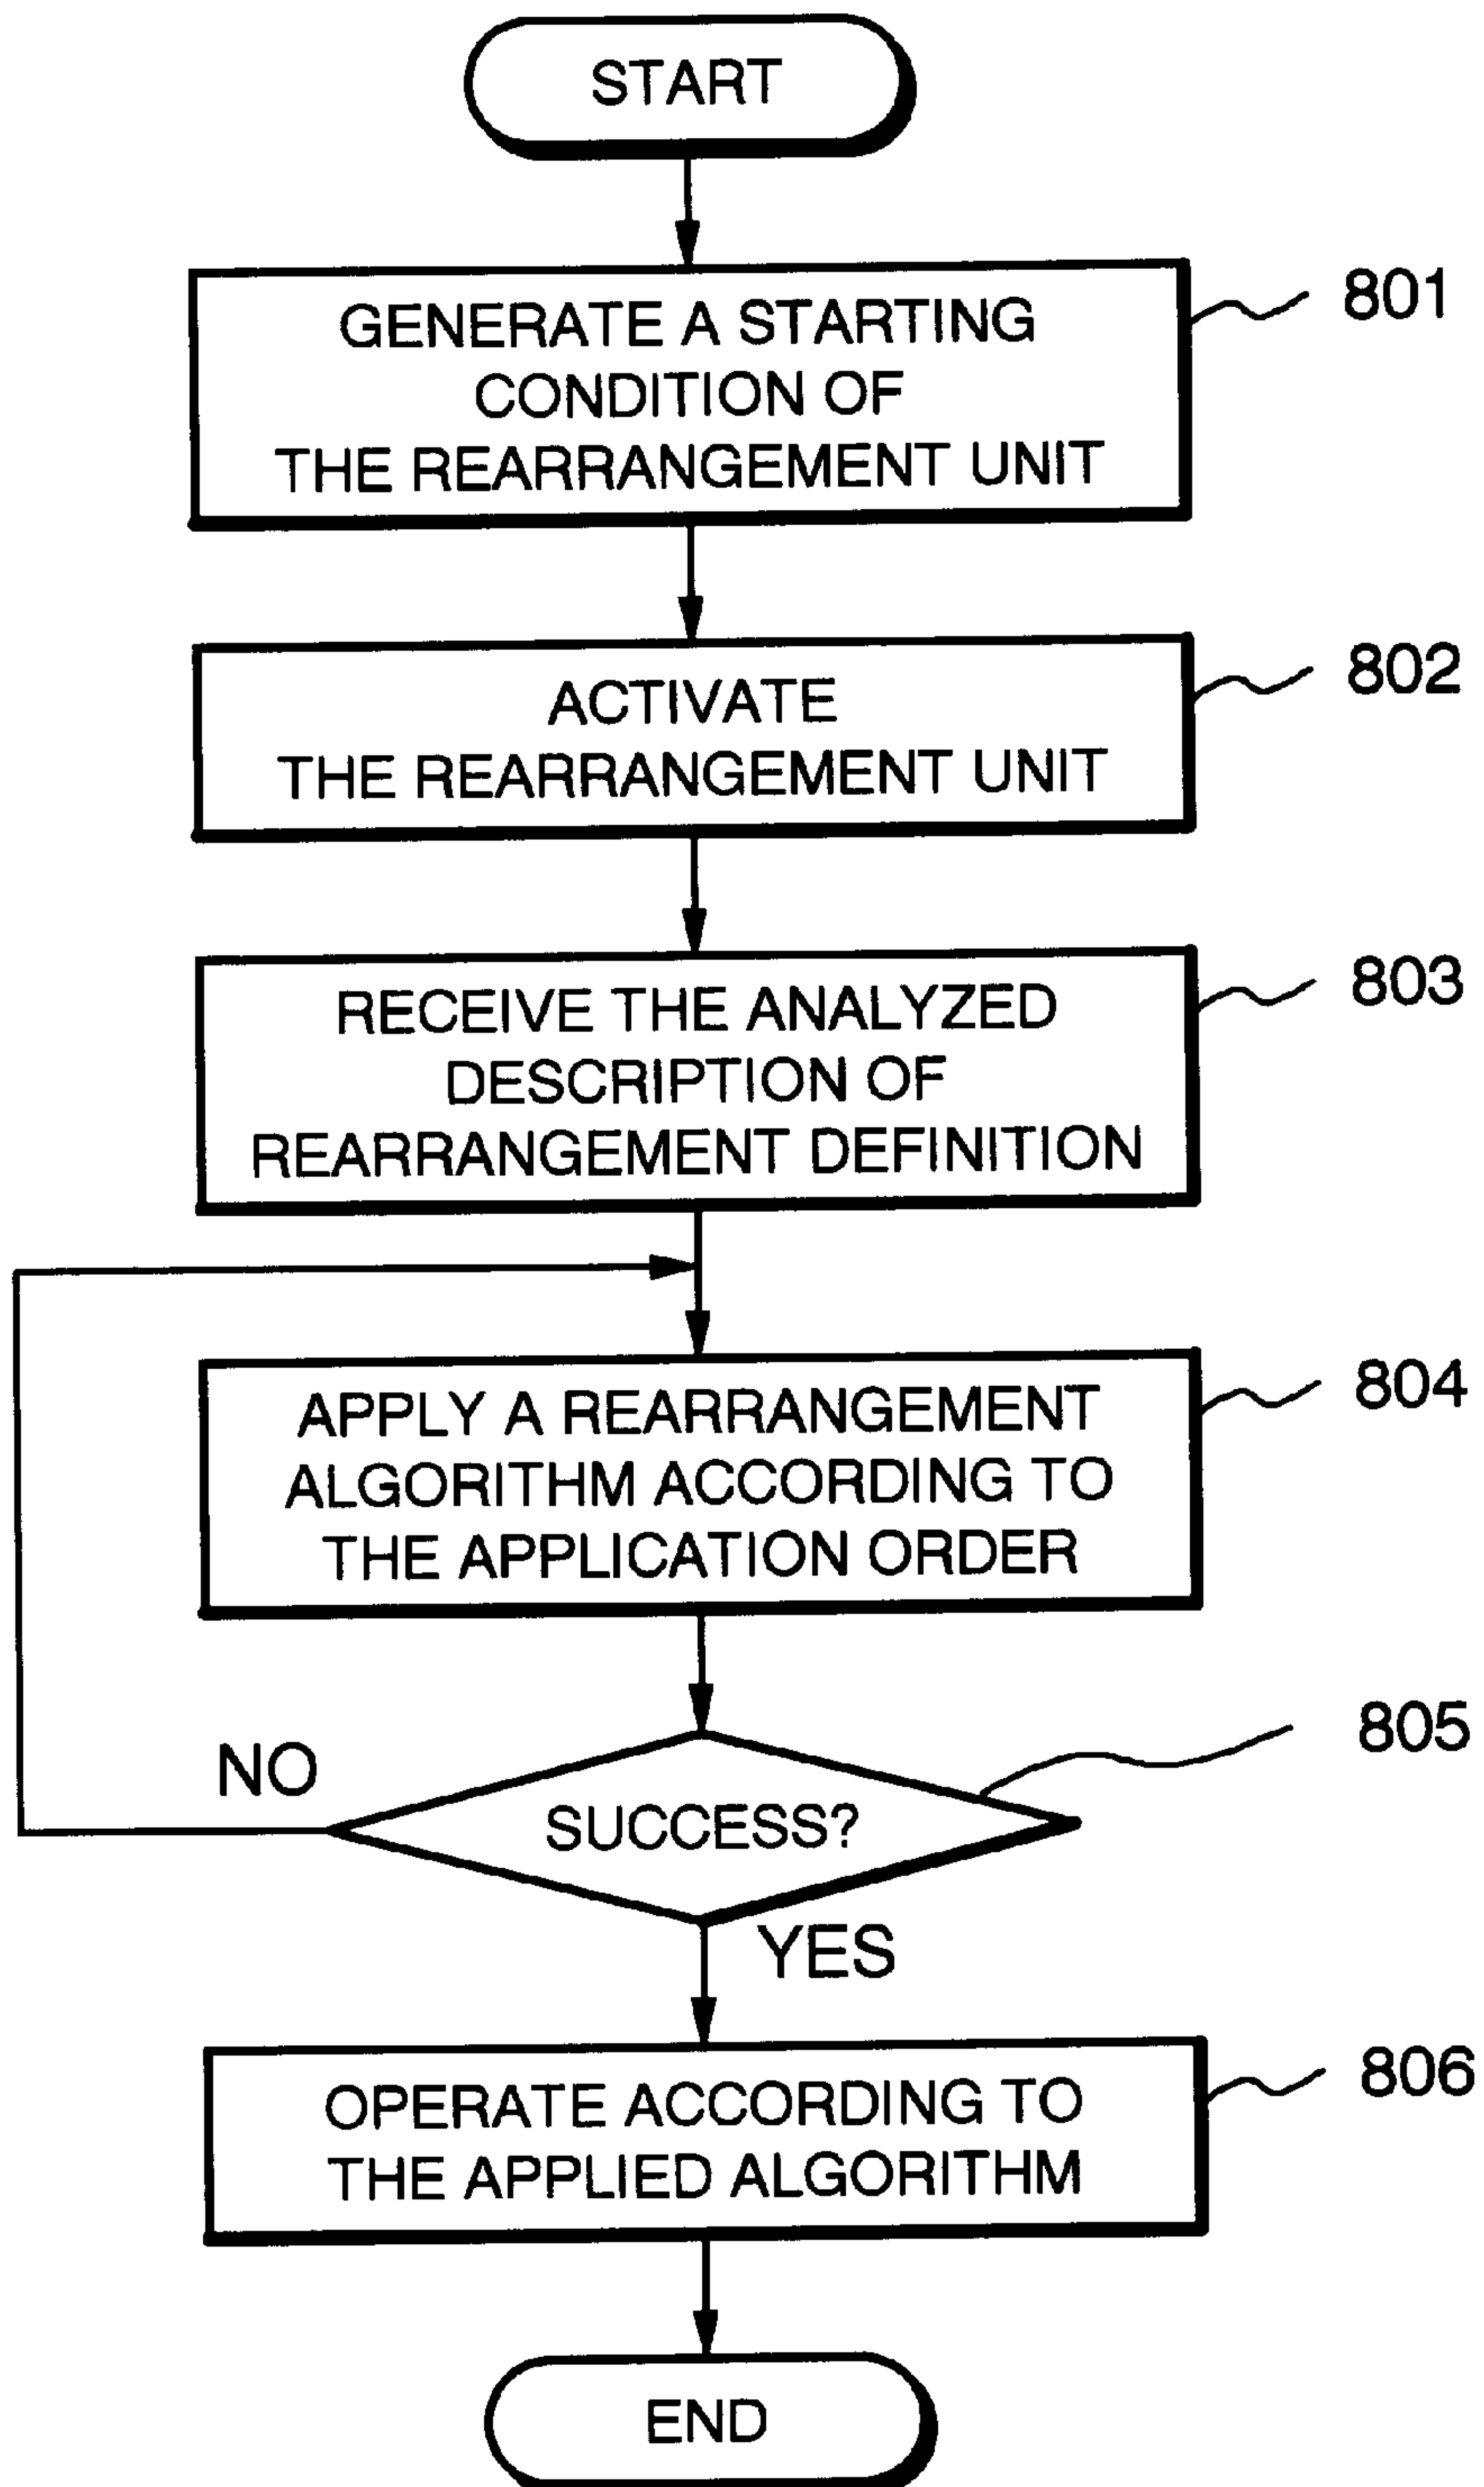 START
GENERATE A STARTING
CONDITION OF
THE REARRANGEMENT UNIT
801
ACTIVATE
THE REARRANGEMENT UNIT
802
RECEIVE THE ANALYZED
DESCRIPTION OF
REARRANGEMENT DEFINITION
803
APPLY A REARRANGEMENT
ALGORITHM ACCORDING TO
THE APPLICATION ORDER
804
SUCCESS?
805
NO
YES
OPERATE ACCORDING TO
THE APPLIED ALGORITHM
806
END